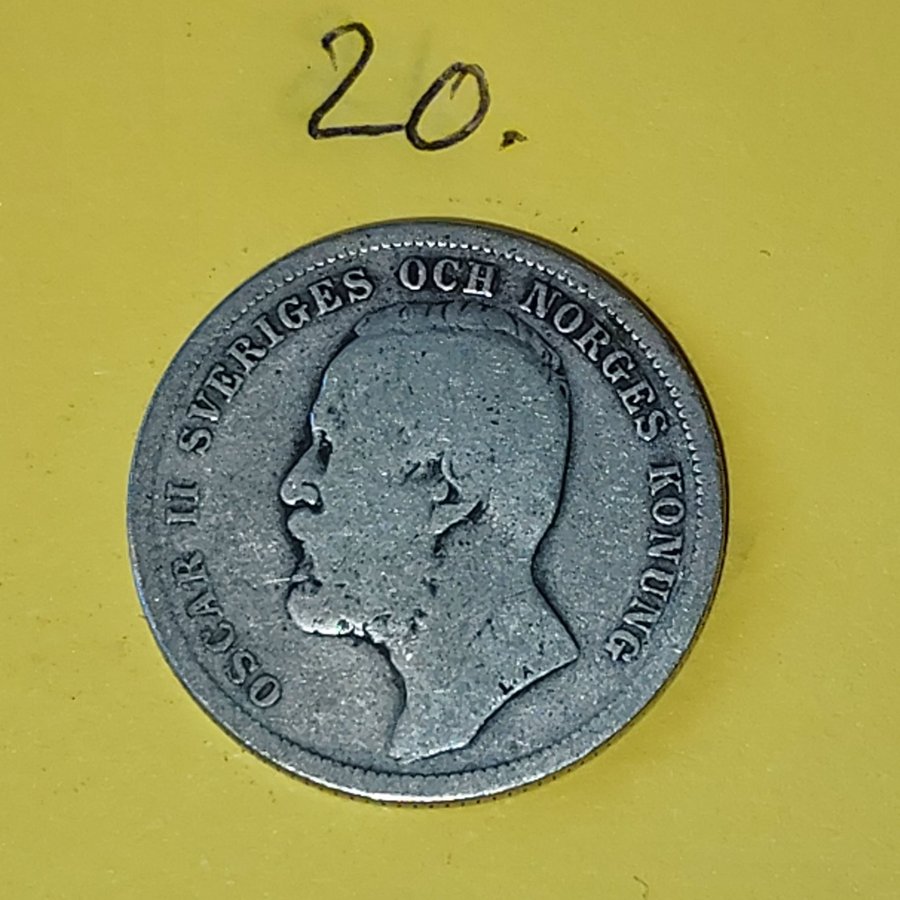 20.
OSCAR II SVERIGES OCH NORGES KONUNG
L.A.